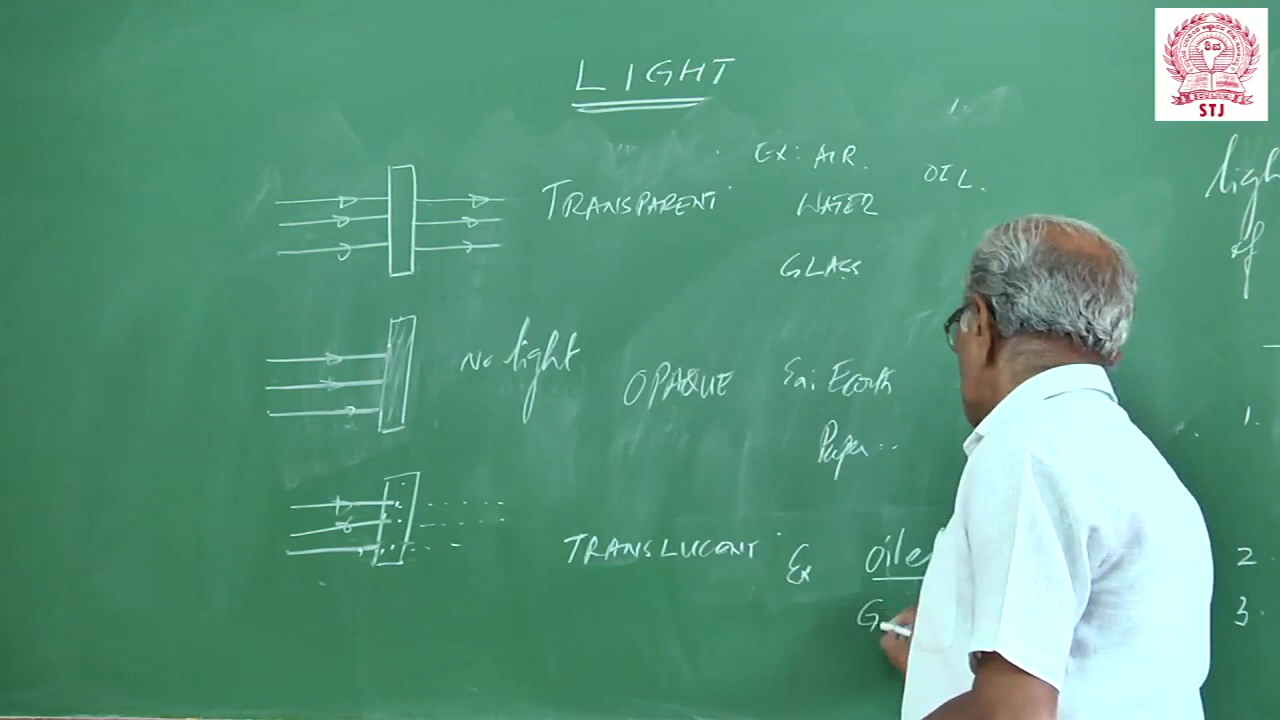 LIGHT
Ex: AIR. OIL.
TRANSPARENT WATER
GLASS
No light OPAQUE Ex: Earth
Paper ..
TRANSLUCENT Ex oile
G
light
of
1.
2.
3.
STJ